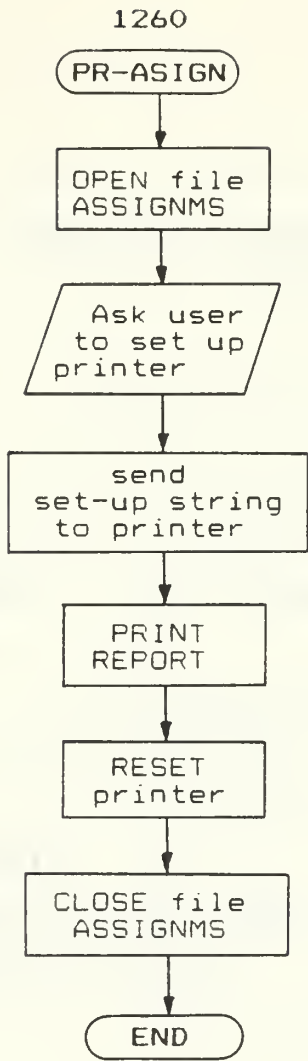 1260
PR-ASIGN
OPEN file
ASSIGNMS
Ask user
to set up
printer
send
set-up string
to printer
PRINT
REPORT
RESET
printer
CLOSE file
ASSIGNMS
END